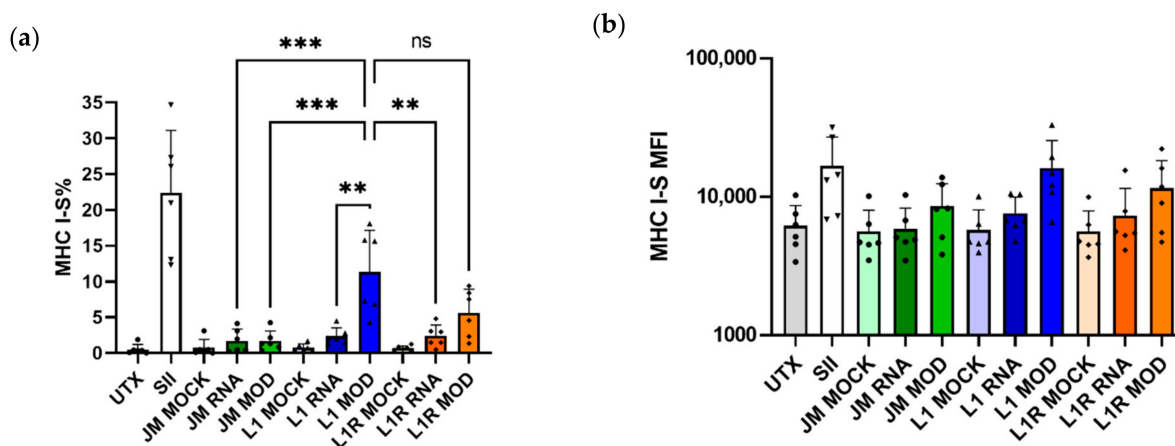 (a)
*** ns
*** **
**
MHC I-S%
35
30
25
20
15
10
5
0
UTX SII JM MOCK JM RNA JM MOD L1 MOCK L1 RNA L1 MOD L1R MOCK L1R RNA L1R MOD
(b)
MHC I-S MFI
100,000
10,000
1000
UTX SII JM MOCK JM RNA JM MOD L1 MOCK L1 RNA L1 MOD L1R MOCK L1R RNA L1R MOD